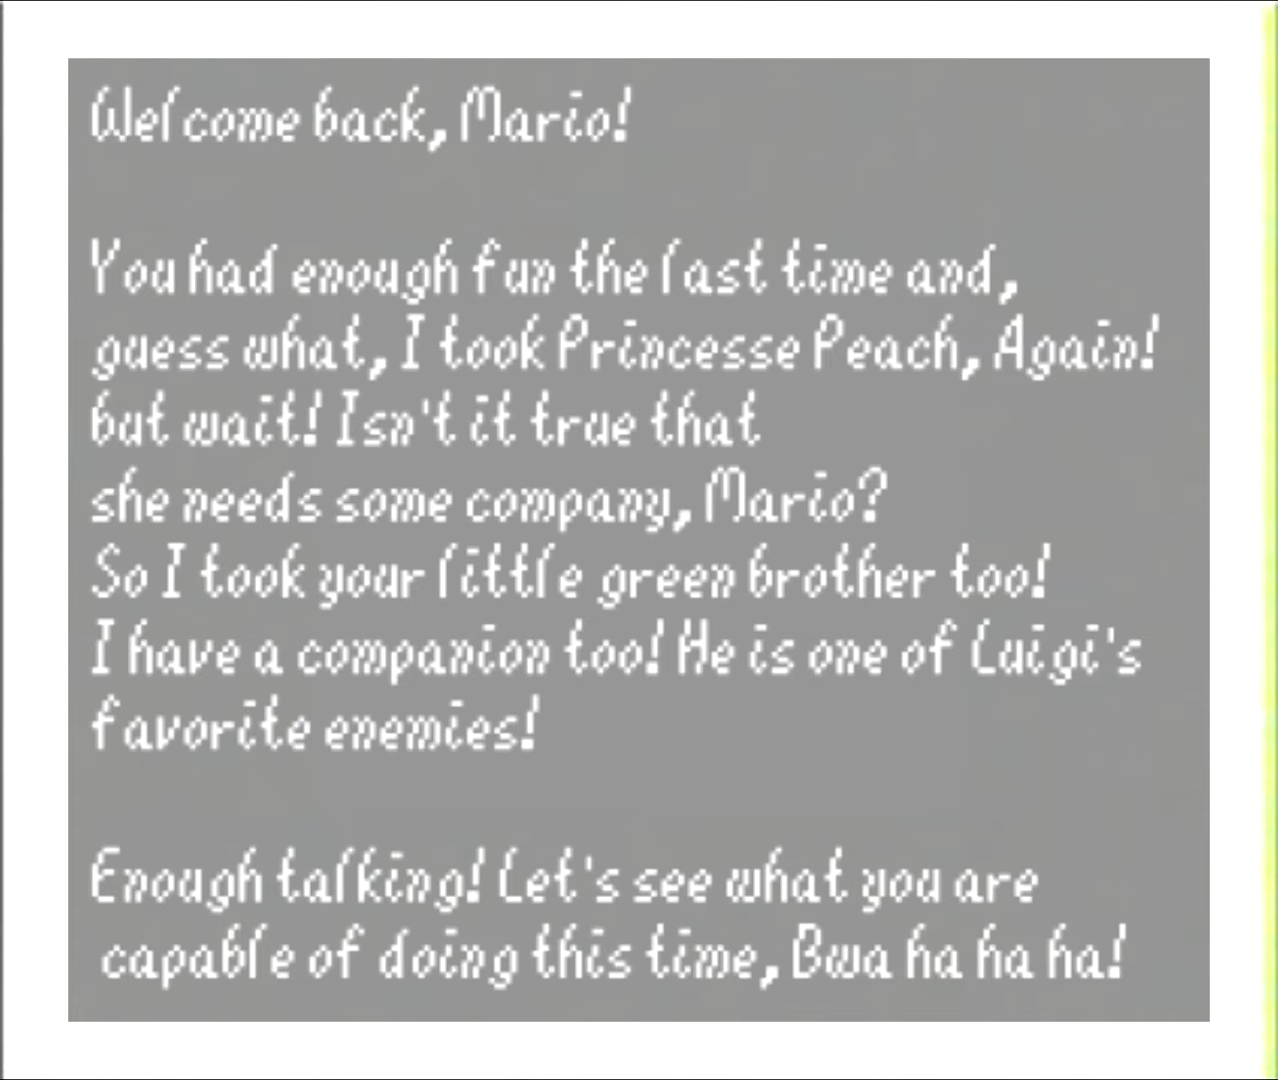 Welcome back, Mario!
You had enough fun the last time and,
guess what, I took Princesse Peach, Again!
but wait! Isn't it true that
she needs some company, Mario?
So I took your little green brother too!
I have a companion too! He is one of Luigi's
favorite enemies!
Enough talking! Let's see what you are
capable of doing this time, Bwa ha ha ha!